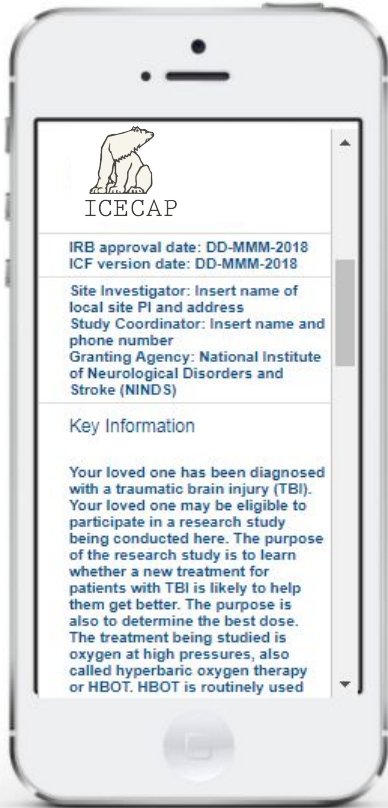 ICECAP
IRB approval date: DD-MMM-2018
ICF version date: DD-MMM-2018
Site Investigator: Insert name of
local site PI and address
Study Coordinator: Insert name and
phone number
Granting Agency: National Institute
of Neurological Disorders and
Stroke (NINDS)
Key Information
Your loved one has been diagnosed
with a traumatic brain injury (TBI).
Your loved one may be eligible to
participate in a research study
being conducted here. The purpose
of the research study is to learn
whether a new treatment for
patients with TBI is likely to help
them get better. The purpose is
also to determine the best dose.
The treatment being studied is
oxygen at high pressures, also
called hyperbaric oxygen therapy
or HBOT. HBOT is routinely used